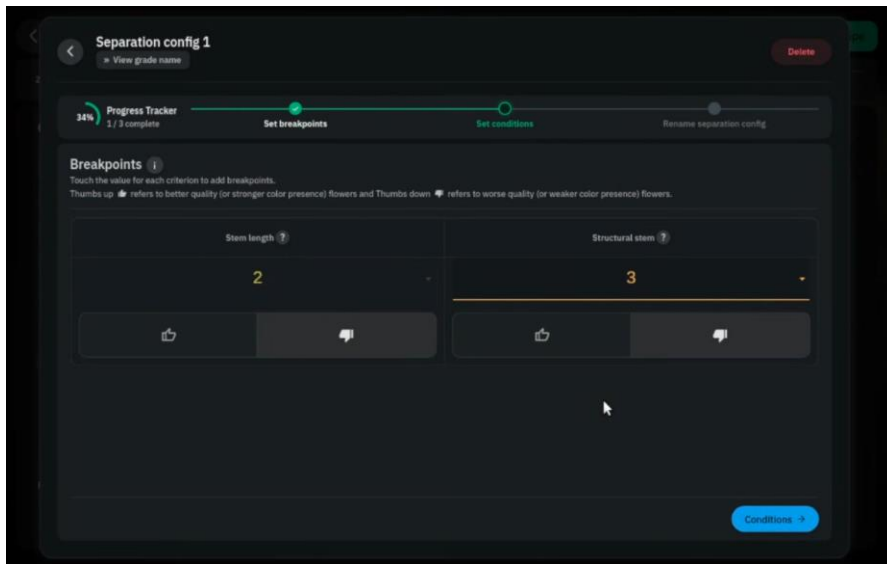 Separation config 1
» View grade name
Delete
34%
Progress Tracker
1 / 3 complete
Set breakpoints
Set conditions
Rename separation config
Breakpoints i
Touch the value for each criterion to add breakpoints.
Thumbs up 👍 refers to better quality (or stronger color presence) flowers and Thumbs down 👎 refers to worse quality (or weaker color presence) flowers.
Stem length ?
Structural stem ?
2
3
Conditions →